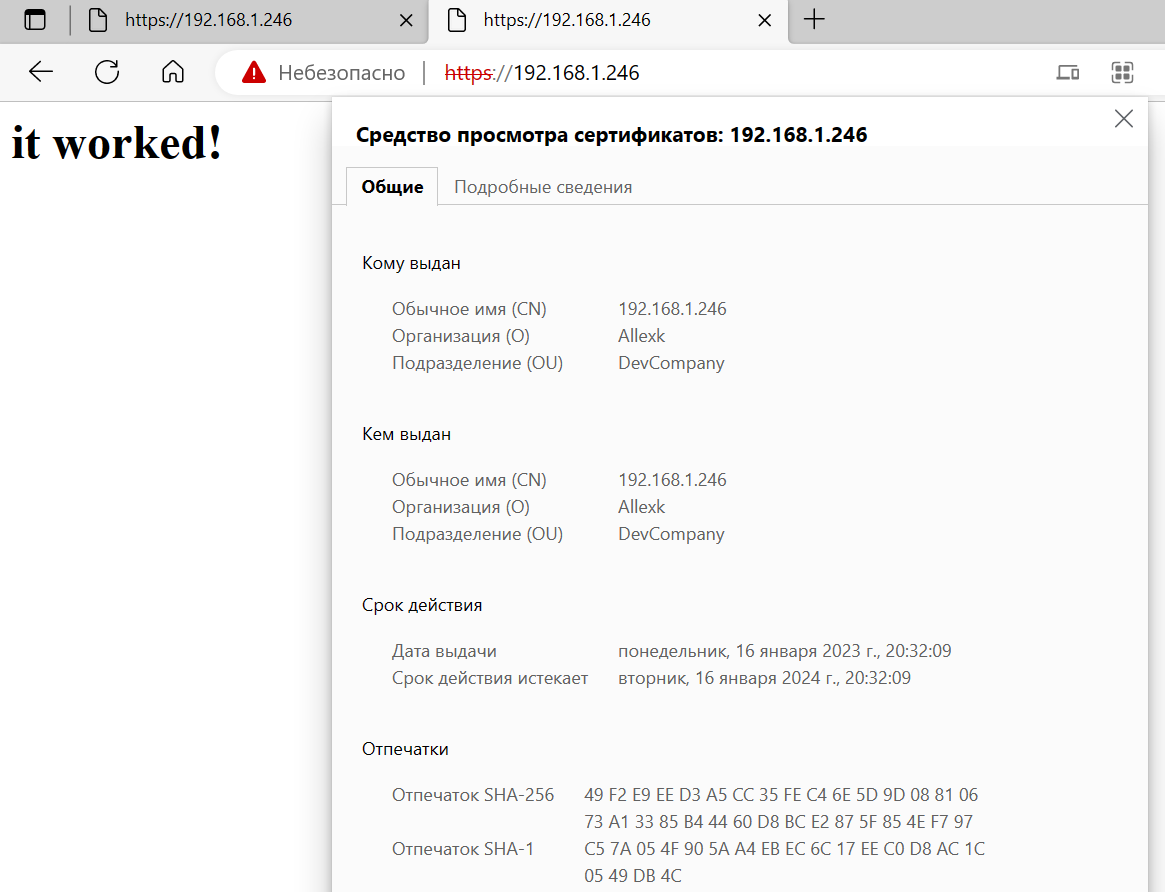 https://192.168.1.246 https://192.168.1.246
Небезопасно https://192.168.1.246
it worked!
Средство просмотра сертификатов: 192.168.1.246
Общие Подробные сведения
Кому выдан
Обычное имя (CN) 192.168.1.246
Организация (O) Allexk
Подразделение (OU) DevCompany
Кем выдан
Обычное имя (CN) 192.168.1.246
Организация (O) Allexk
Подразделение (OU) DevCompany
Срок действия
Дата выдачи понедельник, 16 января 2023 г., 20:32:09
Срок действия истекает вторник, 16 января 2024 г., 20:32:09
Отпечатки
Отпечаток SHA-256 49 F2 E9 EE D3 A5 CC 35 FE C4 6E 5D 9D 08 81 06
73 A1 33 85 B4 44 60 D8 BC E2 87 5F 85 4E F7 97
Отпечаток SHA-1 C5 7A 05 4F 90 5A A4 EB EC 6C 17 EE C0 D8 AC 1C
05 49 DB 4C